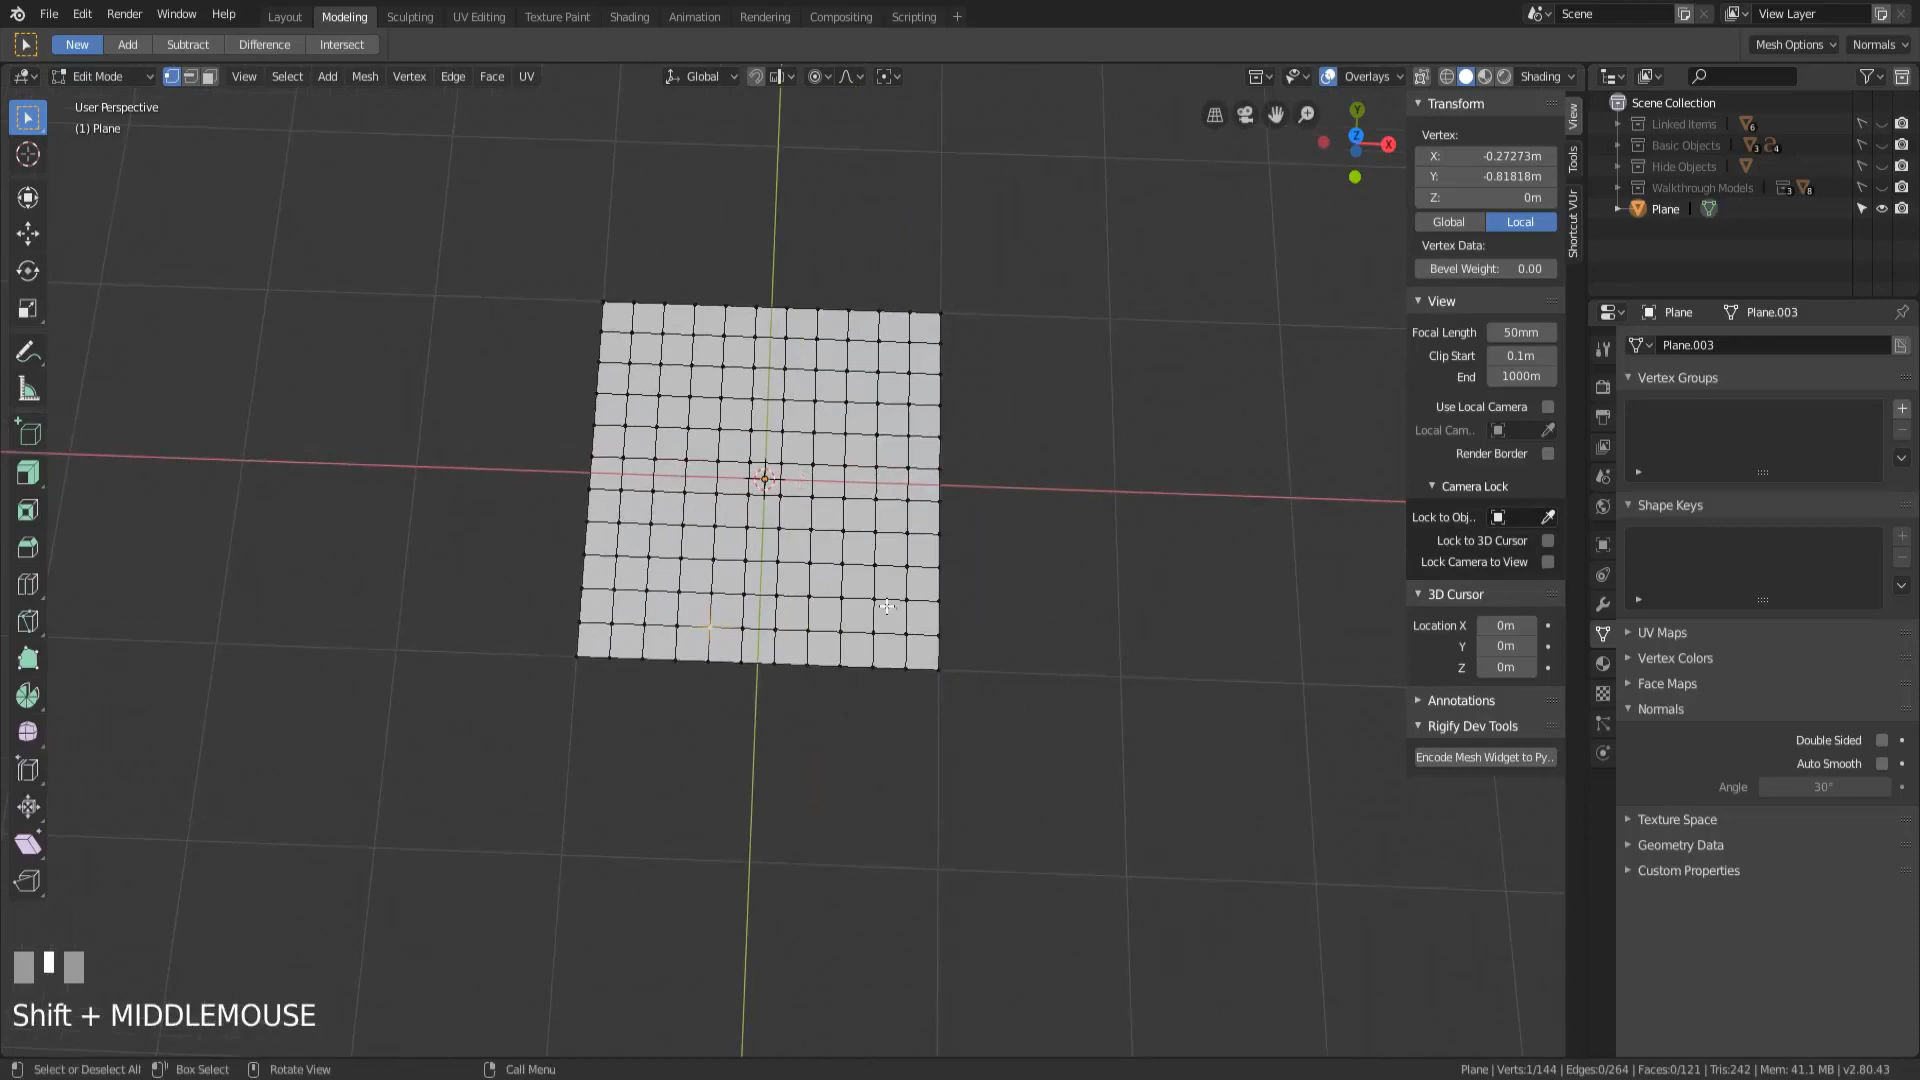 File Edit Render Window Help Layout Modeling Sculpting UV Editing Texture Paint Shading Animation Rendering Compositing Scripting + Scene View Layer
New Add Subtract Difference Intersect Mesh Options Normals
Edit Mode View Select Add Mesh Vertex Edge Face UV Global Overlays Shading
User Perspective
(1) Plane
Y
Z
X
Transform
Vertex:
X: -0.27273m
Y: -0.81818m
Z: 0m
Global Local
Vertex Data:
Bevel Weight: 0.00
View
Focal Length 50mm
Clip Start 0.1m
End 1000m
Use Local Camera
Local Cam..
Render Border
Camera Lock
Lock to Obj..
Lock to 3D Cursor
Lock Camera to View
3D Cursor
Location X 0m
Y 0m
Z 0m
Annotations
Rigify Dev Tools
Encode Mesh Widget to Py..
View
Tools
Shortcut VUr
Scene Collection
Linked Items 6
Basic Objects 3 4
Hide Objects
Walkthrough Models 3 8
Plane
Plane Plane.003
Plane.003
Vertex Groups
Shape Keys
UV Maps
Vertex Colors
Face Maps
Normals
Double Sided
Auto Smooth
Angle 30°
Texture Space
Geometry Data
Custom Properties
Shift + MIDDLEMOUSE
Select or Deselect All Box Select Rotate View Call Menu Plane | Verts:1/144 | Edges:0/264 | Faces:0/121 | Tris:242 | Mem: 41.1 MB | v2.80.43